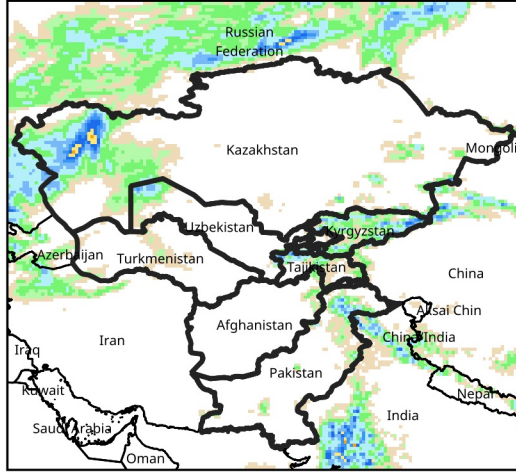 Russian
Federation
Kazakhstan
Mongoli
Uzbekistan
Kyrgyzstan
Azerbaijan
Turkmenistan
Tajikistan
China
Aksai Chin
Afghanistan
China/India
Iran
Iraq
Pakistan
Kuwait
Nepal
India
Saudi Arabia
Oman